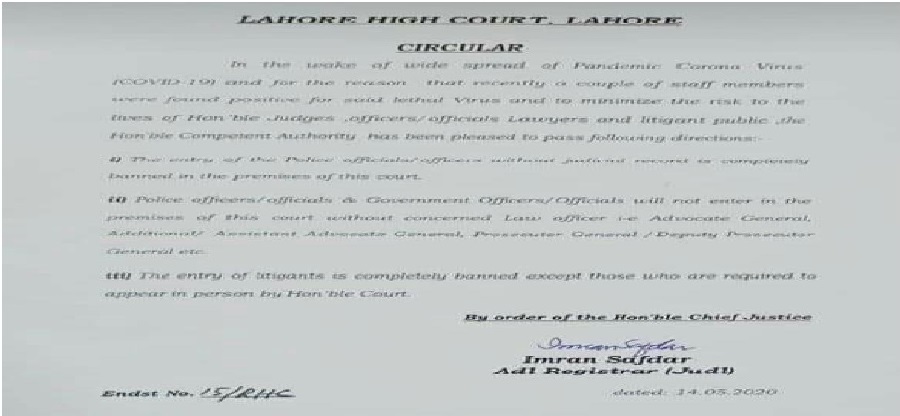 LAHORE HIGH COURT, LAHORE
CIRCULAR
In the wake of wide spread of Pandemic Corona Virus
(COVID-19) and for the reason that recently a couple of staff members
were found positive for said lethal Virus and to minimize the risk to the
lives of Hon'ble Judges ,officers/officials Lawyers and litigant public ,the
Hon'ble Competent Authority has been pleased to pass following directions:-
i) The entry of the Police officials/officers without judicial record is completely
banned in the premises of this court.
ii) Police officers/officials & Government Officers/Officials will not enter in the
premises of this court without concerned Law officer i-e Advocate General,
Additional/ Assistant Advocate General, Prosecutor General /Deputy Prosecutor
General etc.
iii) The entry of litigants is completely banned except those who are required to
appear in person by Hon'ble Court.
By order of the Hon'ble Chief Justice
Imran Safdar
Imran Safdar
Adl Registrar (Judl)
Endst No. 15/RHC
dated: 14.05.2020